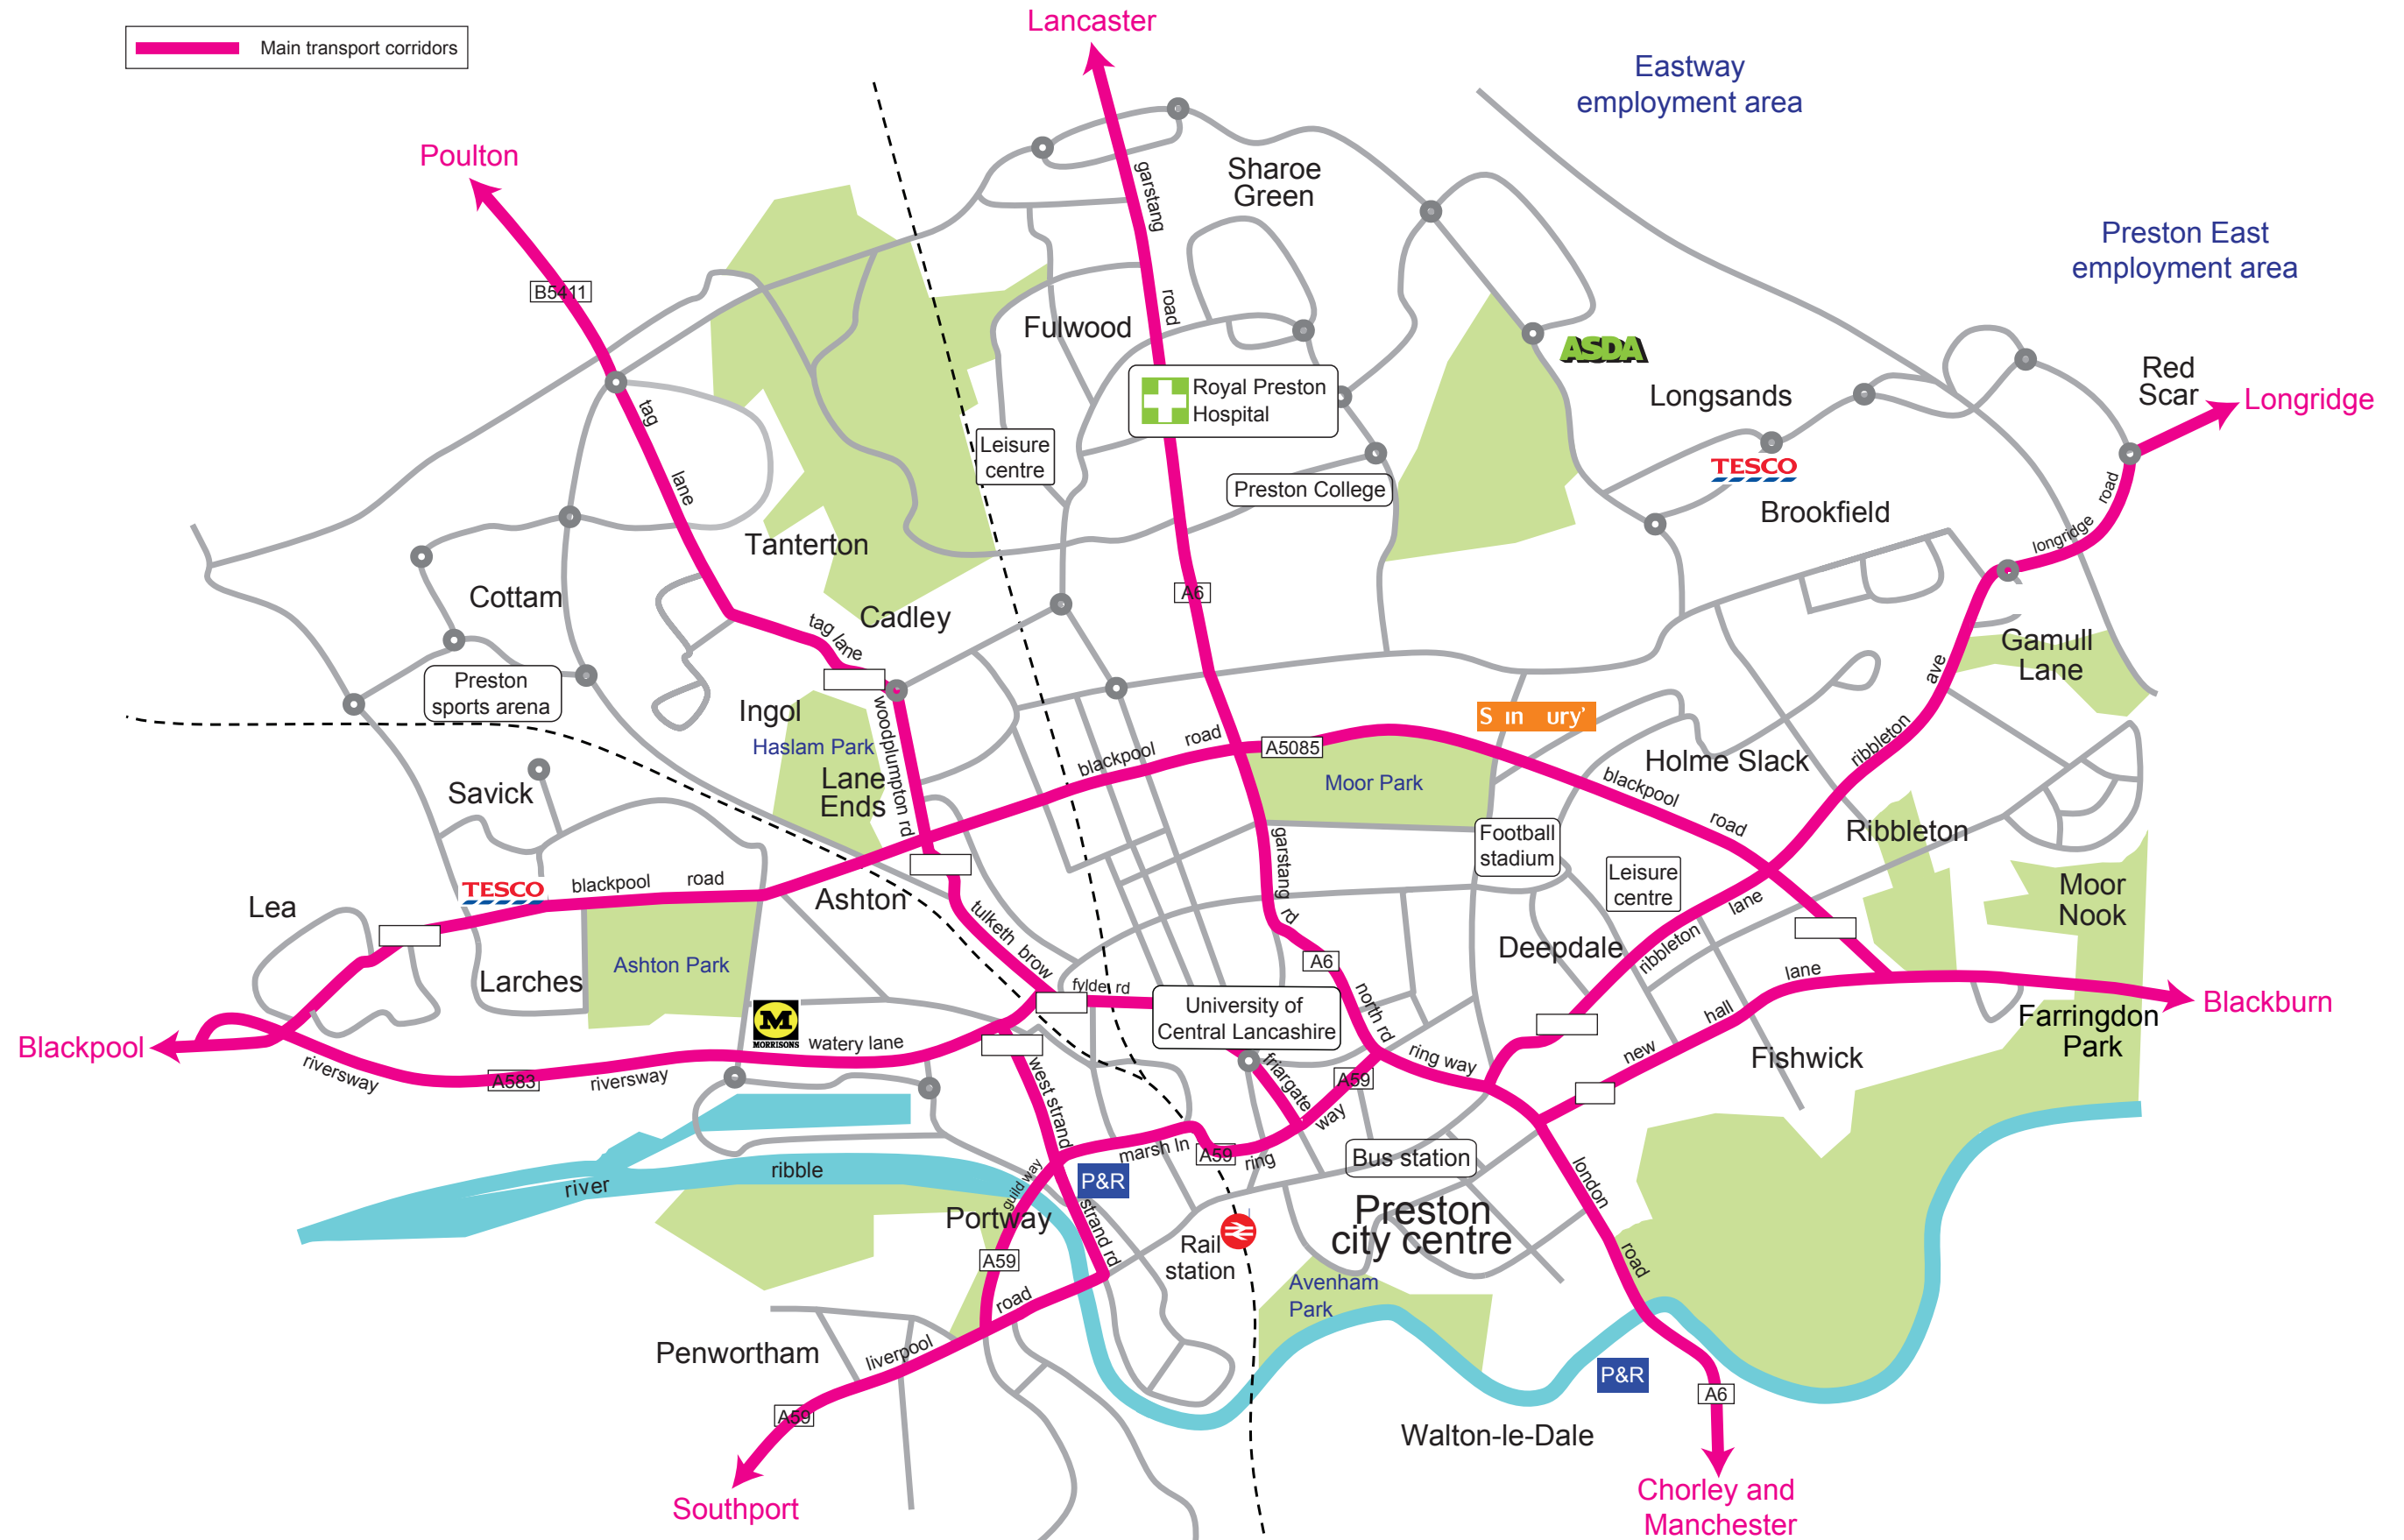 Main transport corridors
Lancaster
Eastway
employment area
Poulton
garstang
Sharoe
Green
Preston East
employment area
B5411
road
Fulwood
ASDA
Red
Scar
Longridge
Royal Preston
Hospital
Longsands
tag
lane
Leisure
centre
TESCO
Preston College
road
Brookfield
longridge
Tanterton
Cottam
A6
Cadley
tag lane
Gamull
Lane
ave
Preston
sports arena
Ingol
woodplumpton rd
Haslam Park
blackpool
road
A5085
S in ury'
ribbleton
Holme Slack
Moor Park
Lane
Ends
Savick
blackpool
road
Ribbleton
Football
stadium
garstang rd
Leisure
centre
TESCO
blackpool
road
Ashton
Moor
Nook
Lea
lane
tulketh brow
Deepdale
ribbleton
Larches
Ashton Park
A6
lane
fylde rd
University of
Central Lancashire
north rd
Blackburn
hall
Farringdon
Park
M
MORRISONS
watery lane
Blackpool
riversway
A583
riversway
ring way
new
Fishwick
friargate
A59
way
west strand
marsh ln
A59
ring
Bus station
river
ribble
guild way
P&R
london
Portway
strand rd
Preston
city centre
Rail
station
A59
road
Avenham
Park
road
Penwortham
liverpool
P&R
A6
A59
Walton-le-Dale
Southport
Chorley and
Manchester